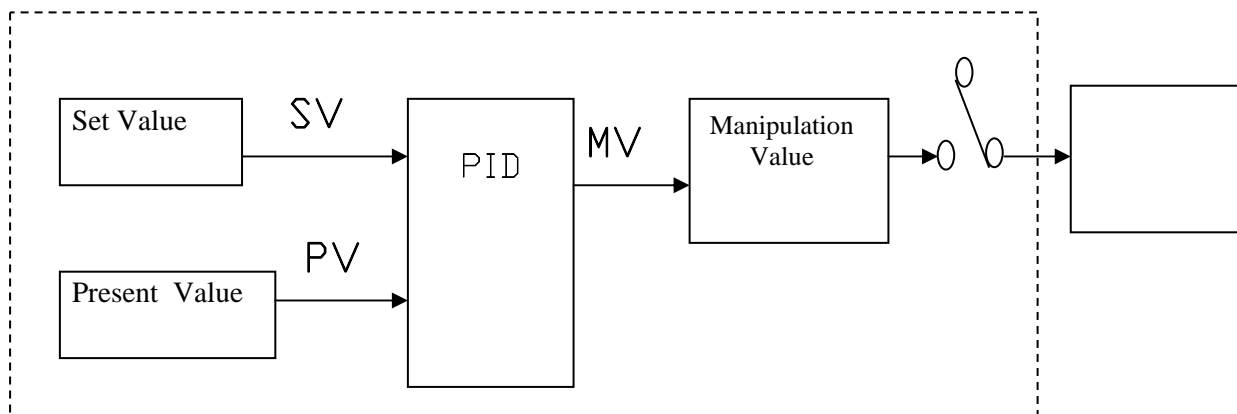 Set Value
SV
PID
MV
Manipulation
Value
PV
Present Value